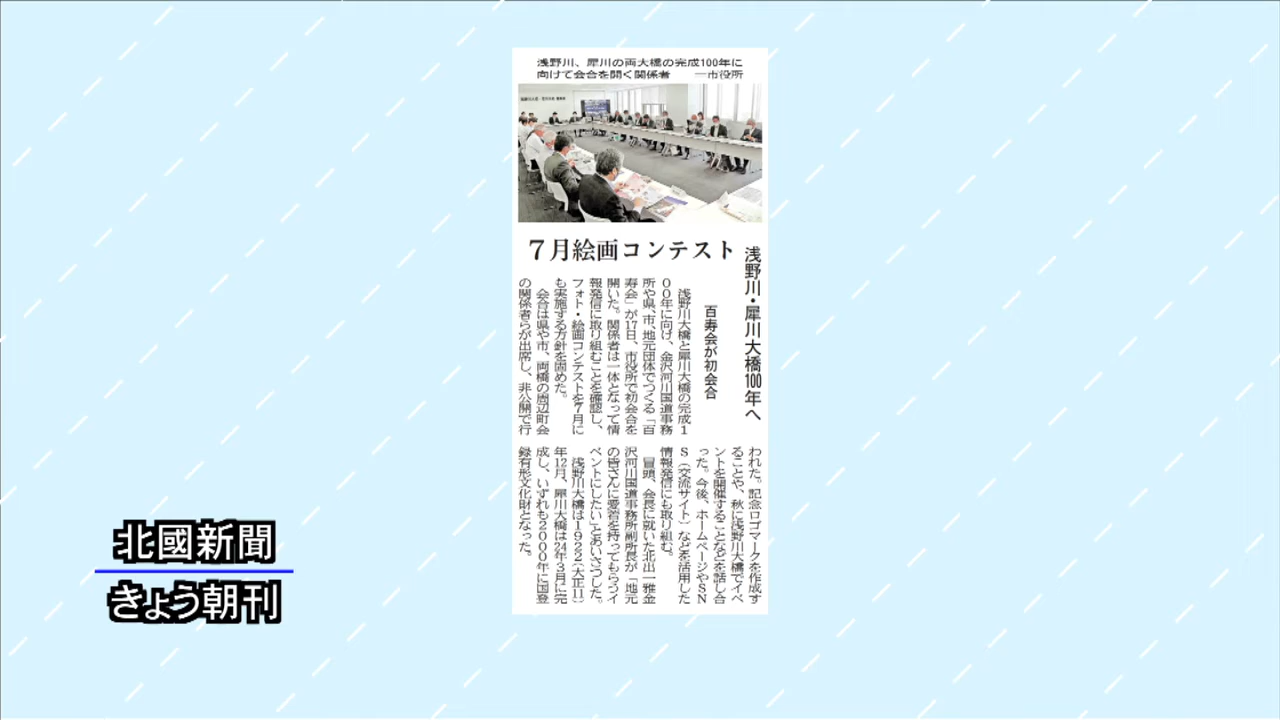 浅野川、犀川の両大橋の完成100年に
向けて会合を開く関係者　―市役所
浅野川・犀川大橋100年へ
７月絵画コンテスト
百寿会が初会合
浅野川大橋と犀川大橋の完成１
００年に向け、金沢河川国道事務
所や県、市、地元団体でつくる「百
寿会」が17日、市役所で初会合を
開いた。関係者は一体となって情
報発信に取り組むことを確認し、
フォト・絵画コンテストを７月に
も実施する方針を固めた。
会合は県や市、両橋の周辺町会
の関係者らが出席し、非公開で行
われた。記念ロゴマークを作成す
ることや、秋に浅野川大橋でイベ
ントを開催することなどを話し合
った。今後、ホームページやＳＮ
Ｓ（交流サイト）などを活用した
情報発信にも取り組む。
冒頭、会長に就いた北出一雅金
沢河川国道事務所副所長が「地元
の皆さんに愛着を持ってもらうイ
ベントにしたい」とあいさつした。
浅野川大橋は１９２２（大正11）
年12月、犀川大橋は24年３月に完
成し、いずれも２０００年に国登
録有形文化財となった。
北國新聞
きょう朝刊